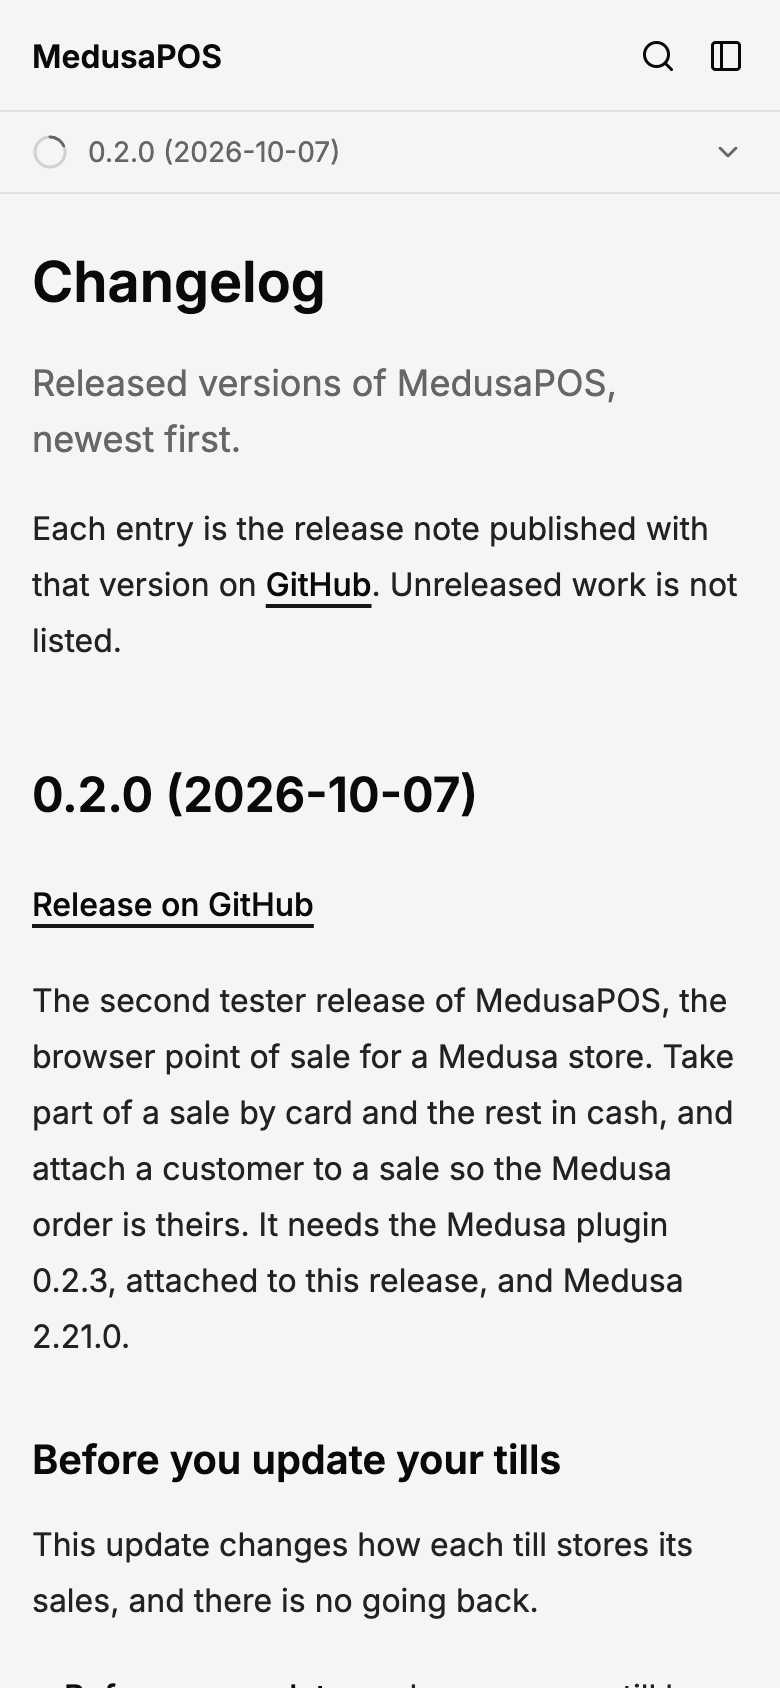 MedusaPOS
0.2.0 (2026-10-07)
Changelog
Released versions of MedusaPOS,
newest first.
Each entry is the release note published with
that version on GitHub. Unreleased work is not
listed.
0.2.0 (2026-10-07)
Release on GitHub
The second tester release of MedusaPOS, the
browser point of sale for a Medusa store. Take
part of a sale by card and the rest in cash, and
attach a customer to a sale so the Medusa
order is theirs. It needs the Medusa plugin
0.2.3, attached to this release, and Medusa
2.21.0.
Before you update your tills
This update changes how each till stores its
sales, and there is no going back.